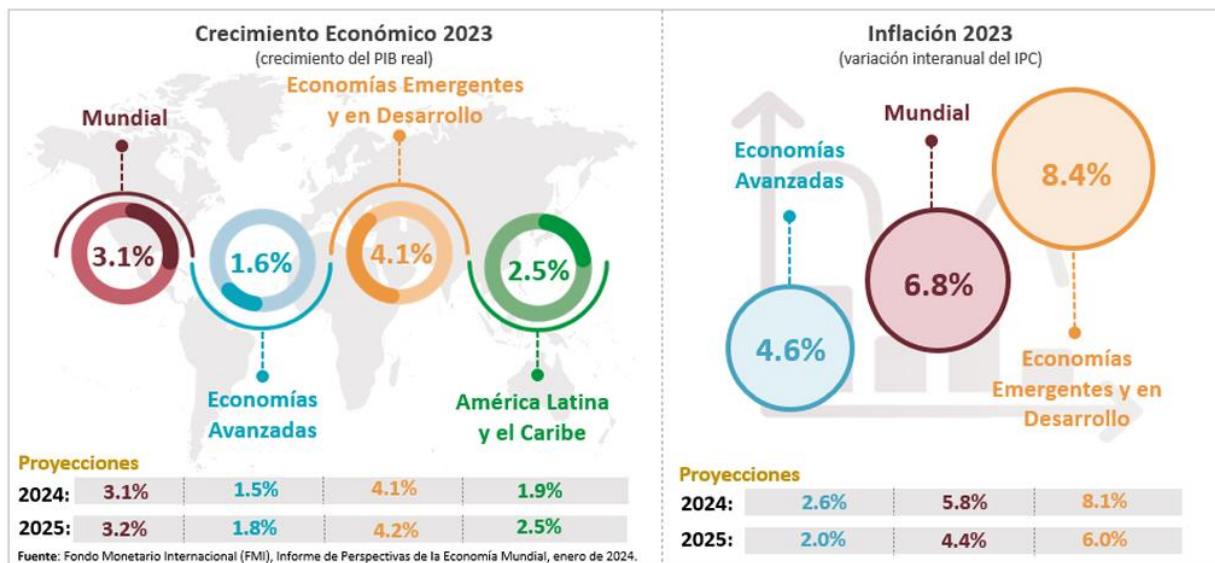 Crecimiento Económico 2023
(crecimiento del PIB real)
Mundial
Economías Emergentes
y en Desarrollo
3.1%
1.6%
4.1%
2.5%
Economías
Avanzadas
América Latina
y el Caribe
Proyecciones
2024: 3.1% 1.5% 4.1% 1.9%
2025: 3.2% 1.8% 4.2% 2.5%
Fuente: Fondo Monetario Internacional (FMI), Informe de Perspectivas de la Economía Mundial, enero de 2024.
Inflación 2023
(variación interanual del IPC)
Economías
Avanzadas
Mundial
8.4%
6.8%
4.6%
Economías
Emergentes y en
Desarrollo
Proyecciones
2024: 2.6% 5.8% 8.1%
2025: 2.0% 4.4% 6.0%